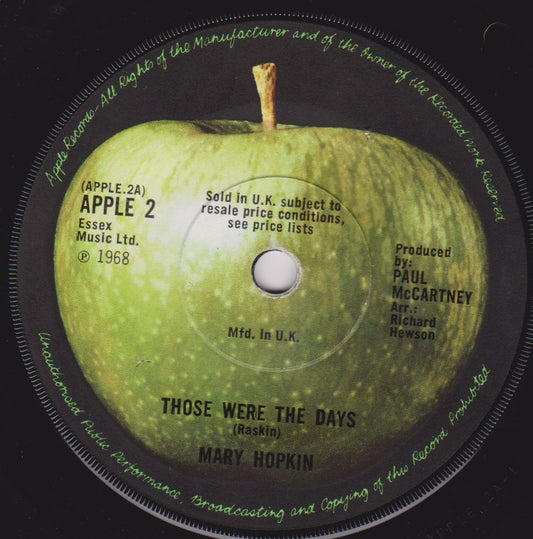 Apple Records-All Rights of the Manufacturer and of the Owner of the Recorded Work Reserved
(APPLE.2A)
APPLE 2
Essex
Music Ltd.
℗ 1968
Sold in U.K. subject to
resale price conditions,
see price lists
Produced
by:
PAUL
McCARTNEY
Arr.:
Richard
Hewson
Mfd. In U.K.
THOSE WERE THE DAYS
(Raskin)
MARY HOPKIN
Unauthorised Public Performance, Broadcasting and Copying of this Record Prohibited
APPLE.2A-1